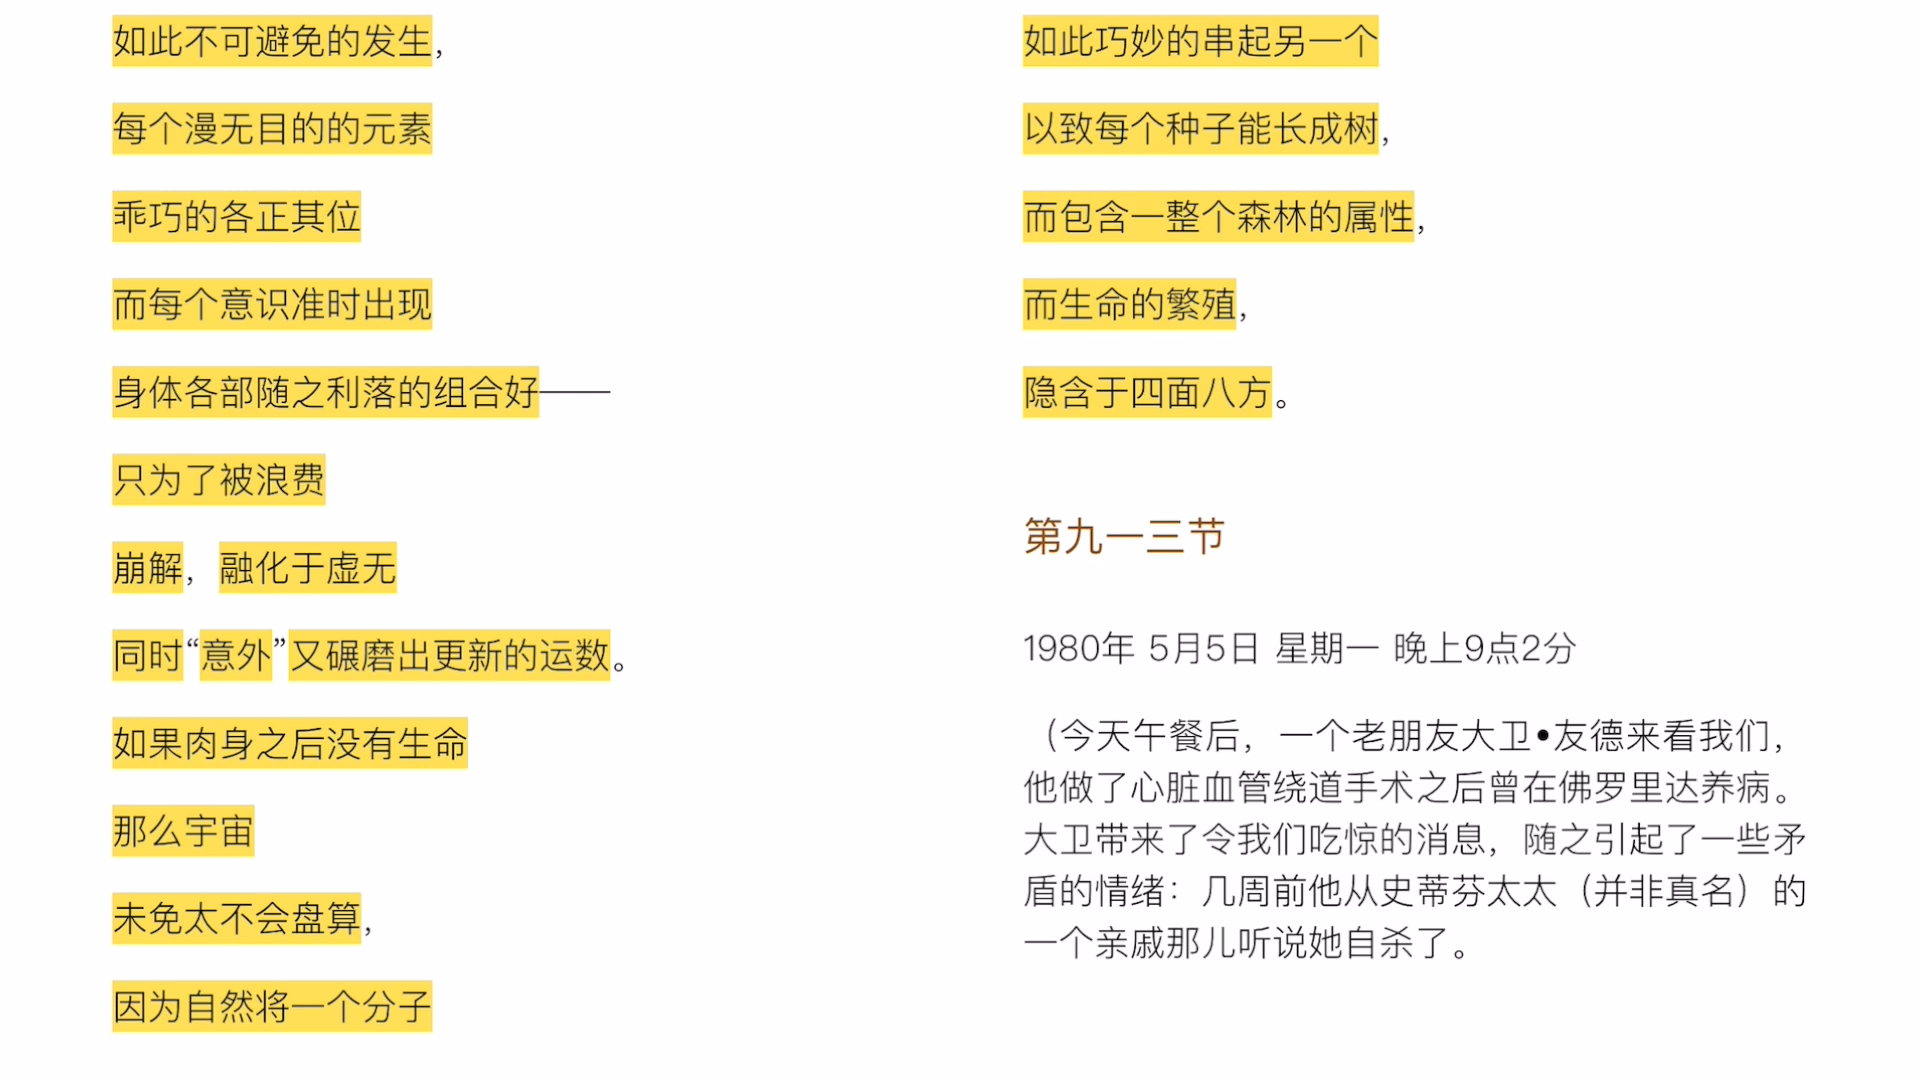 如此不可避免的发生，
每个漫无目的的元素
乖巧的各正其位
而每个意识准时出现
身体各部随之利落的组合好——
只为了被浪费
崩解，融化于虚无
同时“意外”又碾磨出更新的运数。
如果肉身之后没有生命
那么宇宙
未免太不会盘算，
因为自然将一个分子
如此巧妙的串起另一个
以致每个种子能长成树，
而包含一整个森林的属性，
而生命的繁殖，
隐含于四面八方。
第九一三节
1980年 5月5日 星期一 晚上9点2分
（今天午餐后，一个老朋友大卫•友德来看我们，
他做了心脏血管绕道手术之后曾在佛罗里达养病。
大卫带来了令我们吃惊的消息，随之引起了一些矛
盾的情绪：几周前他从史蒂芬太太（并非真名）的
一个亲戚那儿听说她自杀了。